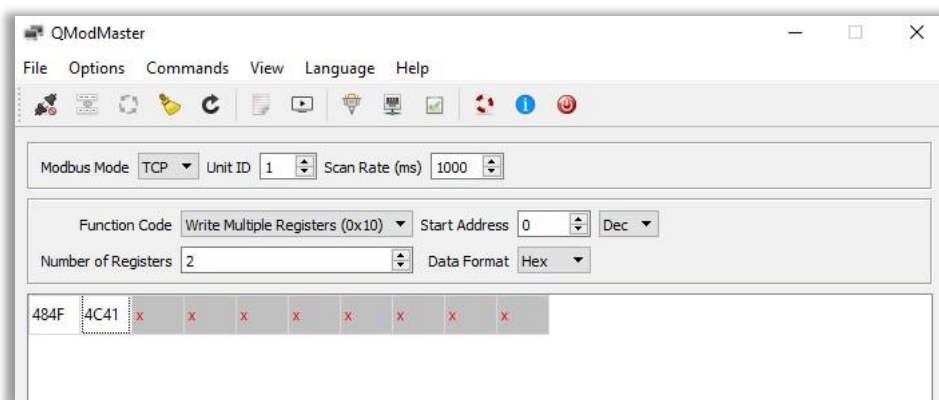 QModMaster
File Options Commands View Language Help
Modbus Mode TCP Unit ID 1 Scan Rate (ms) 1000
Function Code Write Multiple Registers (0x10) Start Address 0 Dec
Number of Registers 2 Data Format Hex
484F 4C41 x x x x x x x x